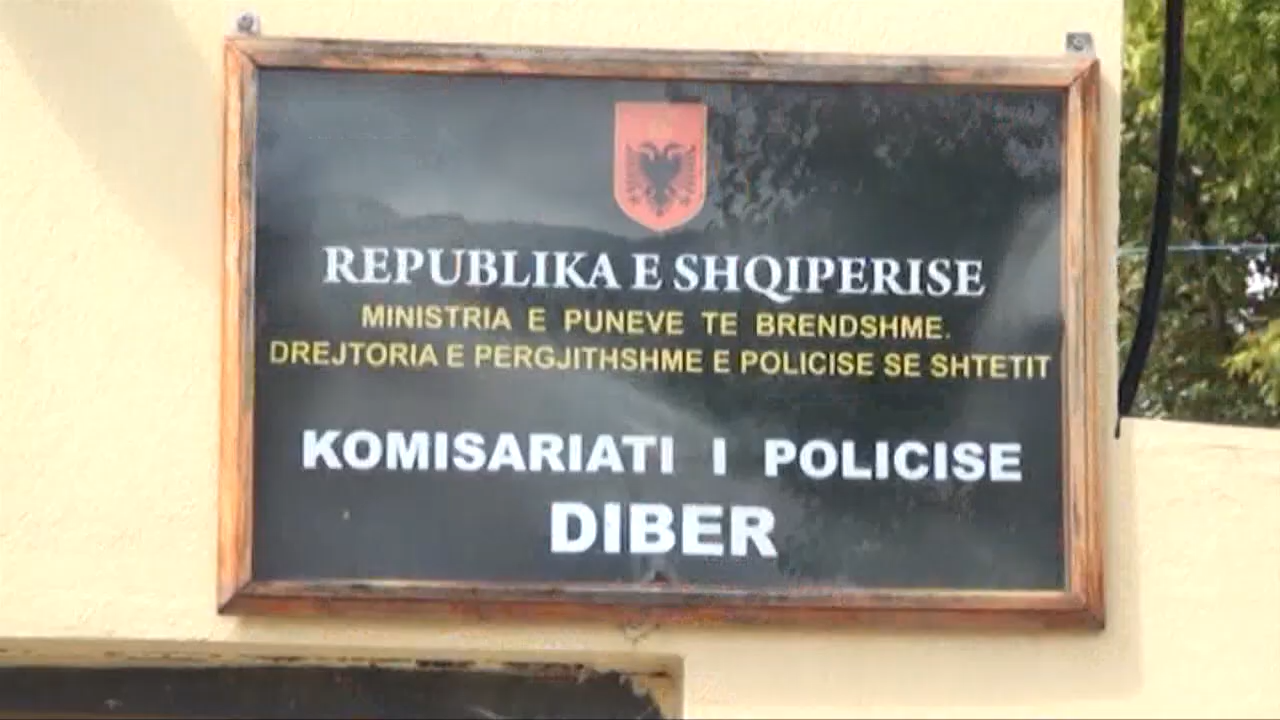 REPUBLIKA E SHQIPERISE
MINISTRIA E PUNEVE TE BRENDSHME.
DREJTORIA E PERGJITHSHME E POLICISE SE SHTETIT
KOMISARIATI I POLICISE
DIBER